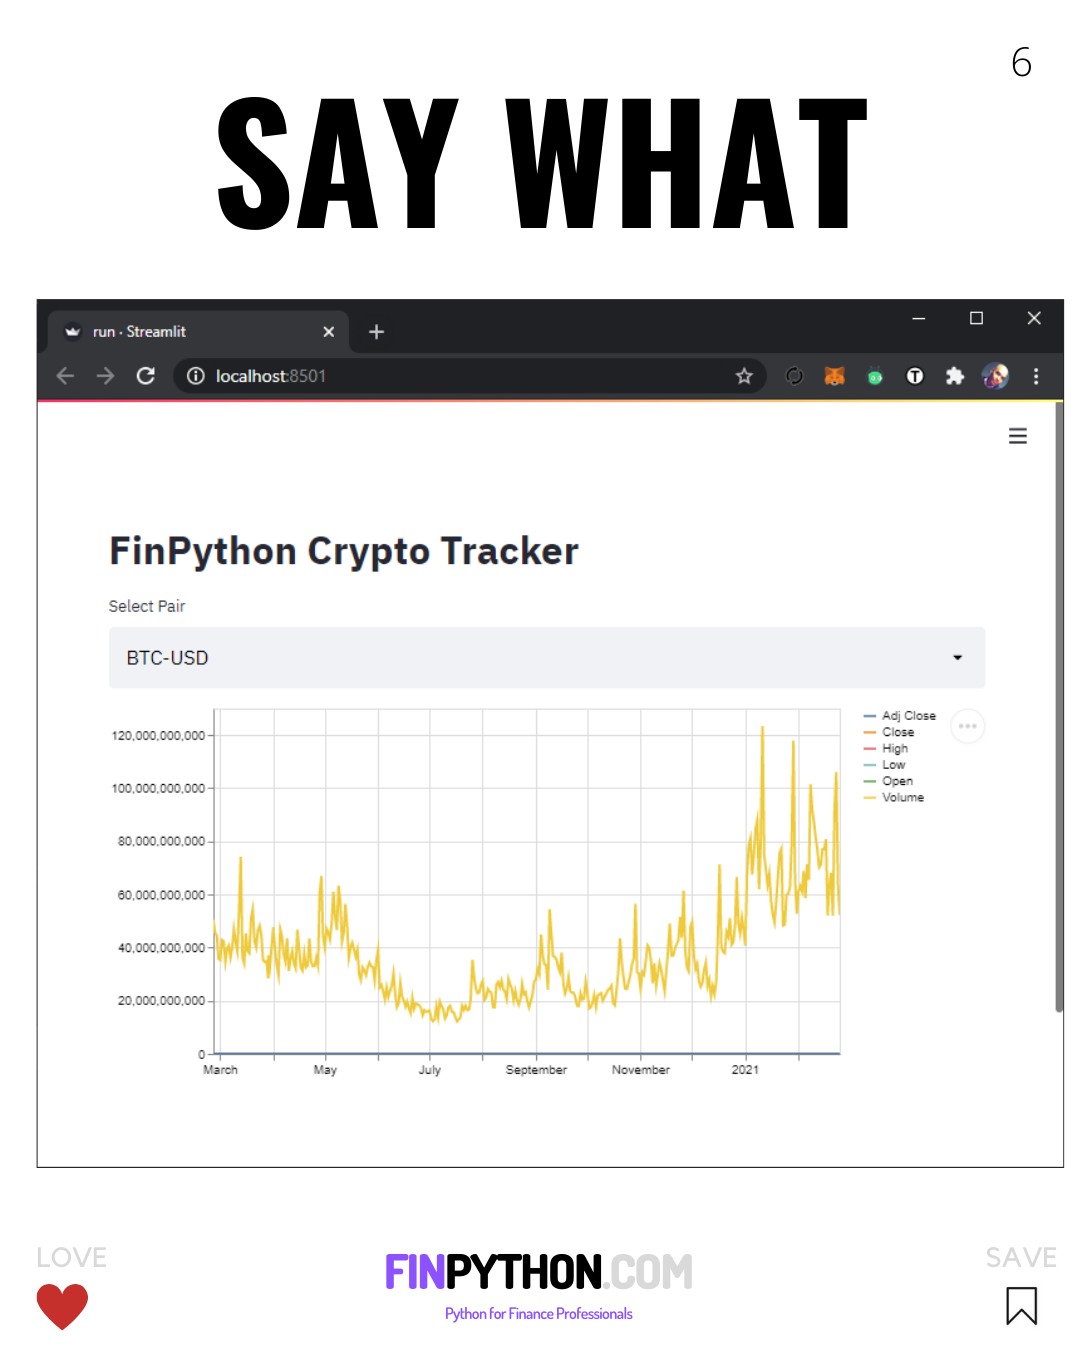 6
SAY WHAT
run · Streamlit
localhost:8501
FinPython Crypto Tracker
Select Pair
BTC-USD
Adj Close
Close
High
Low
Open
Volume
120,000,000,000
100,000,000,000
80,000,000,000
60,000,000,000
40,000,000,000
20,000,000,000
0
March May July September November 2021
LOVE
SAVE
FINPYTHON.COM
Python for Finance Professionals